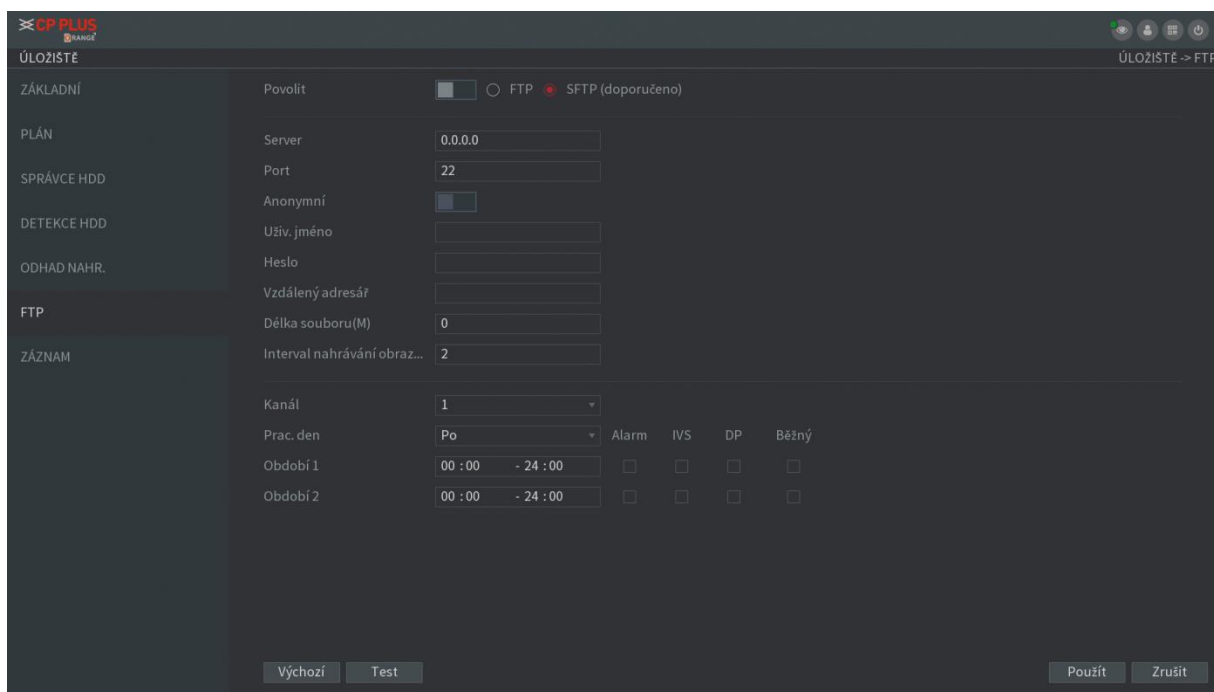 CP PLUS
ORANGE
ÚLOŽIŠTĚ
ÚLOŽIŠTĚ -> FTP
ZÁKLADNÍ
PLÁN
SPRÁVCE HDD
DETEKCE HDD
ODHAD NAHR.
FTP
ZÁZNAM
Povolit FTP SFTP (doporučeno)
Server 0.0.0.0
Port 22
Anonymní
Uživ. jméno
Heslo
Vzdálený adresář
Délka souboru(M) 0
Interval nahrávání obraz... 2
Kanál 1
Prac. den Po Alarm IVS DP Běžný
Období 1 00 : 00 - 24 : 00
Období 2 00 : 00 - 24 : 00
Výchozí Test Použít Zrušit